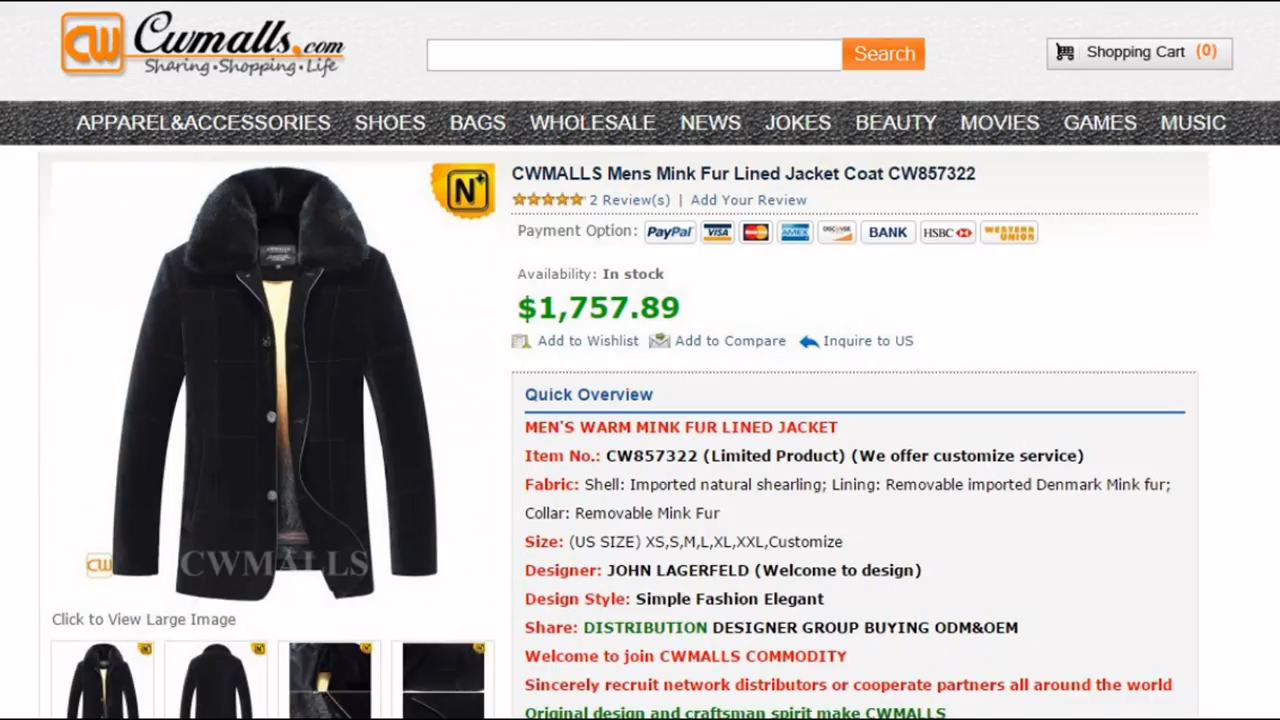 CW Cwmalls.com
Sharing•Shopping•Life
Search
Shopping Cart (0)
APPAREL&ACCESSORIES SHOES BAGS WHOLESALE NEWS JOKES BEAUTY MOVIES GAMES MUSIC
N+
CWMALLS Mens Mink Fur Lined Jacket Coat CW857322
2 Review(s) | Add Your Review
Payment Option: PayPal VISA MasterCard AMEX DISCOVER BANK HSBC WESTERN UNION
Availability: In stock
$1,757.89
Add to Wishlist Add to Compare Inquire to US
Quick Overview
MEN'S WARM MINK FUR LINED JACKET
Item No.: CW857322 (Limited Product) (We offer customize service)
Fabric: Shell: Imported natural shearling; Lining: Removable imported Denmark Mink fur;
Collar: Removable Mink Fur
Size: (US SIZE) XS,S,M,L,XL,XXL,Customize
Designer: JOHN LAGERFELD (Welcome to design)
Design Style: Simple Fashion Elegant
Share: DISTRIBUTION DESIGNER GROUP BUYING ODM&OEM
Welcome to join CWMALLS COMMODITY
Sincerely recruit network distributors or cooperate partners all around the world
Original design and craftsman spirit make CWMALLS
CW CWMALLS
Click to View Large Image